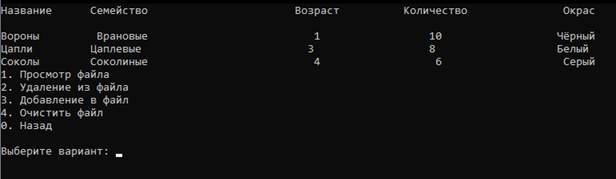 Название Семейство Возраст Количество Окрас
Вороны Врановые 1 10 Чёрный
Цапли Цаплевые 3 8 Белый
Соколы Соколиные 4 6 Серый
1. Просмотр файла
2. Удаление из файла
3. Добавление в файл
4. Очистить файл
0. Назад
Выберите вариант: